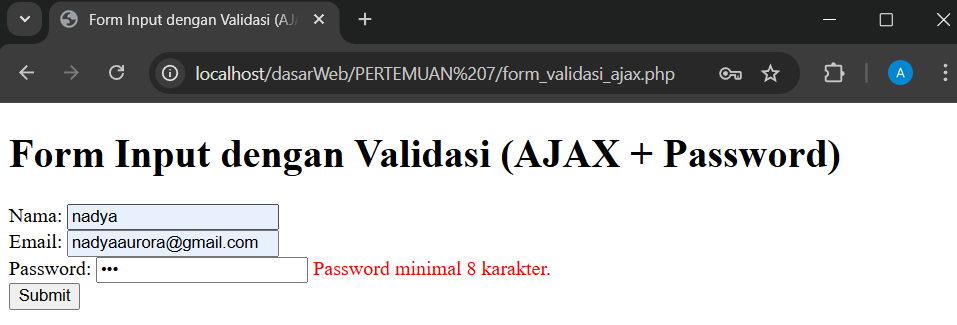 Form Input dengan Validasi (AJA
localhost/dasarWeb/PERTEMUAN%207/form_validasi_ajax.php
A
Form Input dengan Validasi (AJAX + Password)
Nama: nadya
Email: nadyaaurora@gmail.com
Password: ••• Password minimal 8 karakter.
Submit